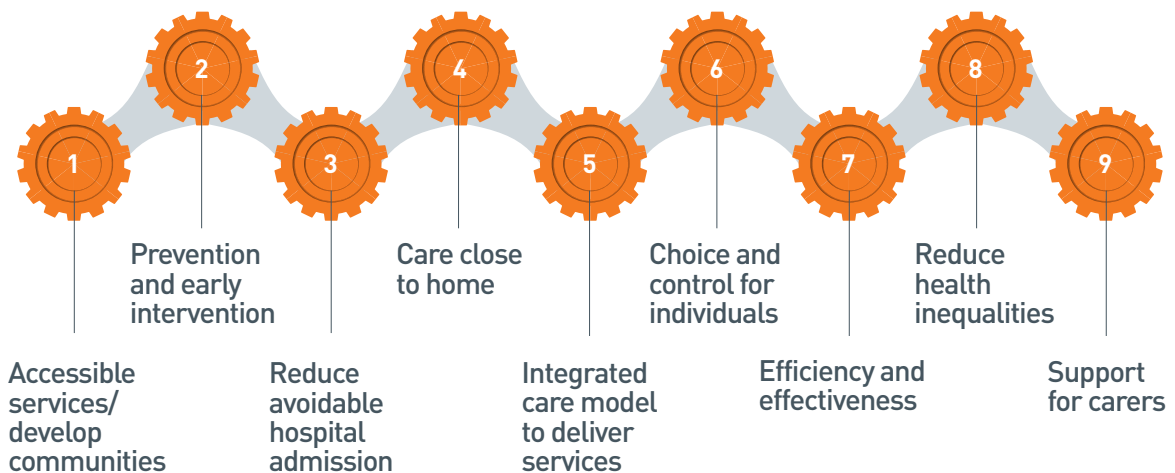 1
Accessible
services/
develop
communities
2
Prevention
and early
intervention
3
Reduce
avoidable
hospital
admission
4
Care close
to home
5
Integrated
care model
to deliver
services
6
Choice and
control for
individuals
7
Efficiency and
effectiveness
8
Reduce
health
inequalities
9
Support
for carers